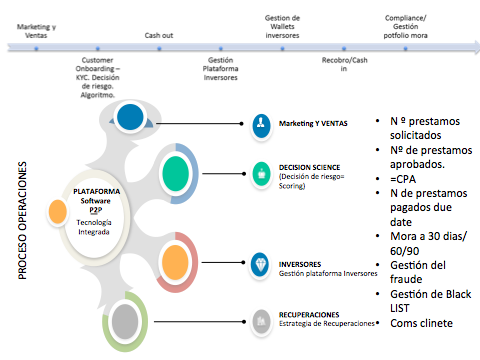 Marketing y
Ventas
Cash out
Gestion de
Wallets
inversores
Compliance/
Gestión
potfolio mora
Customer
Onboarding –
KYC. Decisión
de riesgo.
Algoritmo.
Gestión
Plataforma
Inversores
Recobro/Cash
in
PROCESO OPERACIONES
PLATAFORMA
Software
P2P
Tecnología
Integrada
Marketing Y VENTAS
DECISION SCIENCE
(Decisión de riesgo=
Scoring)
INVERSORES
Gestión plataforma Inversores
RECUPERACIONES
Estrategia de Recuperaciones
• N º prestamos
solicitados
• Nº de prestamos
aprobados.
• =CPA
• N de prestamos
pagados due
date
• Mora a 30 dias/
60/90
• Gestión del
fraude
• Gestión de Black
LIST
• Coms clinete